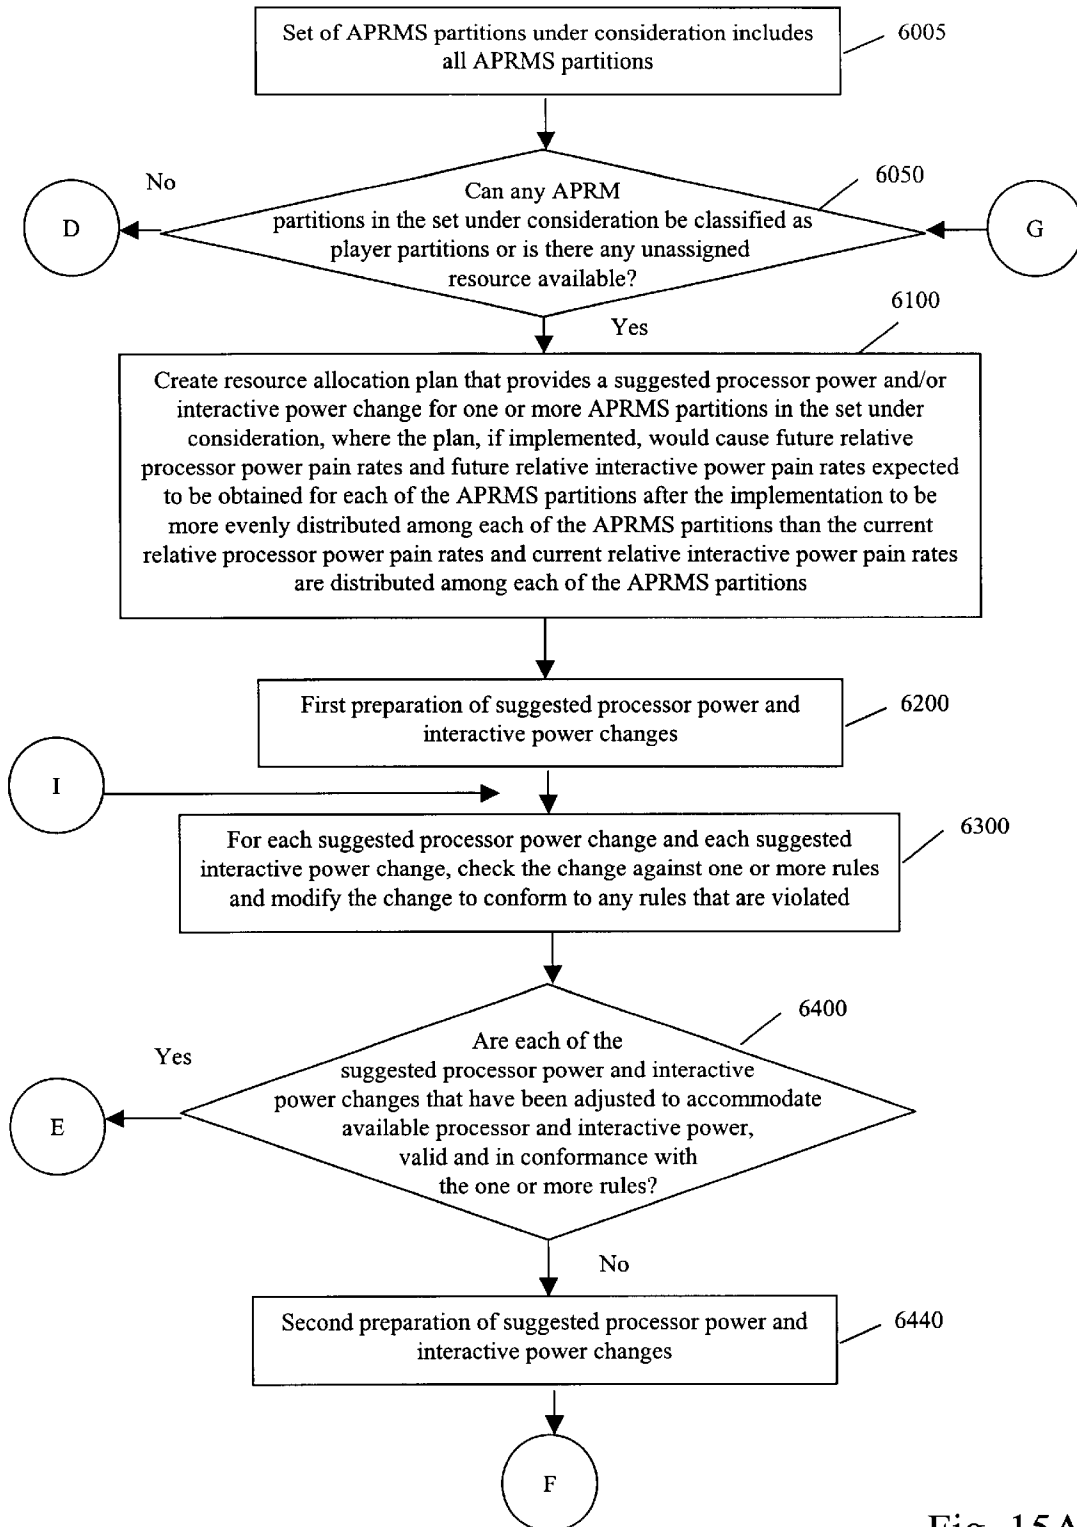 Set of APRMS partitions under consideration includes
all APRMS partitions
6005
No
6050
D
Can any APRM
partitions in the set under consideration be classified as
player partitions or is there any unassigned
resource available?
G
Yes
6100
Create resource allocation plan that provides a suggested processor power and/or
interactive power change for one or more APRMS partitions in the set under
consideration, where the plan, if implemented, would cause future relative
processor power pain rates and future relative interactive power pain rates expected
to be obtained for each of the APRMS partitions after the implementation to be
more evenly distributed among each of the APRMS partitions than the current
relative processor power pain rates and current relative interactive power pain rates
are distributed among each of the APRMS partitions
First preparation of suggested processor power and
interactive power changes
6200
I
For each suggested processor power change and each suggested
interactive power change, check the change against one or more rules
and modify the change to conform to any rules that are violated
6300
6400
Yes
Are each of the
suggested processor power and interactive
power changes that have been adjusted to accommodate
available processor and interactive power,
valid and in conformance with
the one or more rules?
E
No
Second preparation of suggested processor power and
interactive power changes
6440
F
Fig. 15A